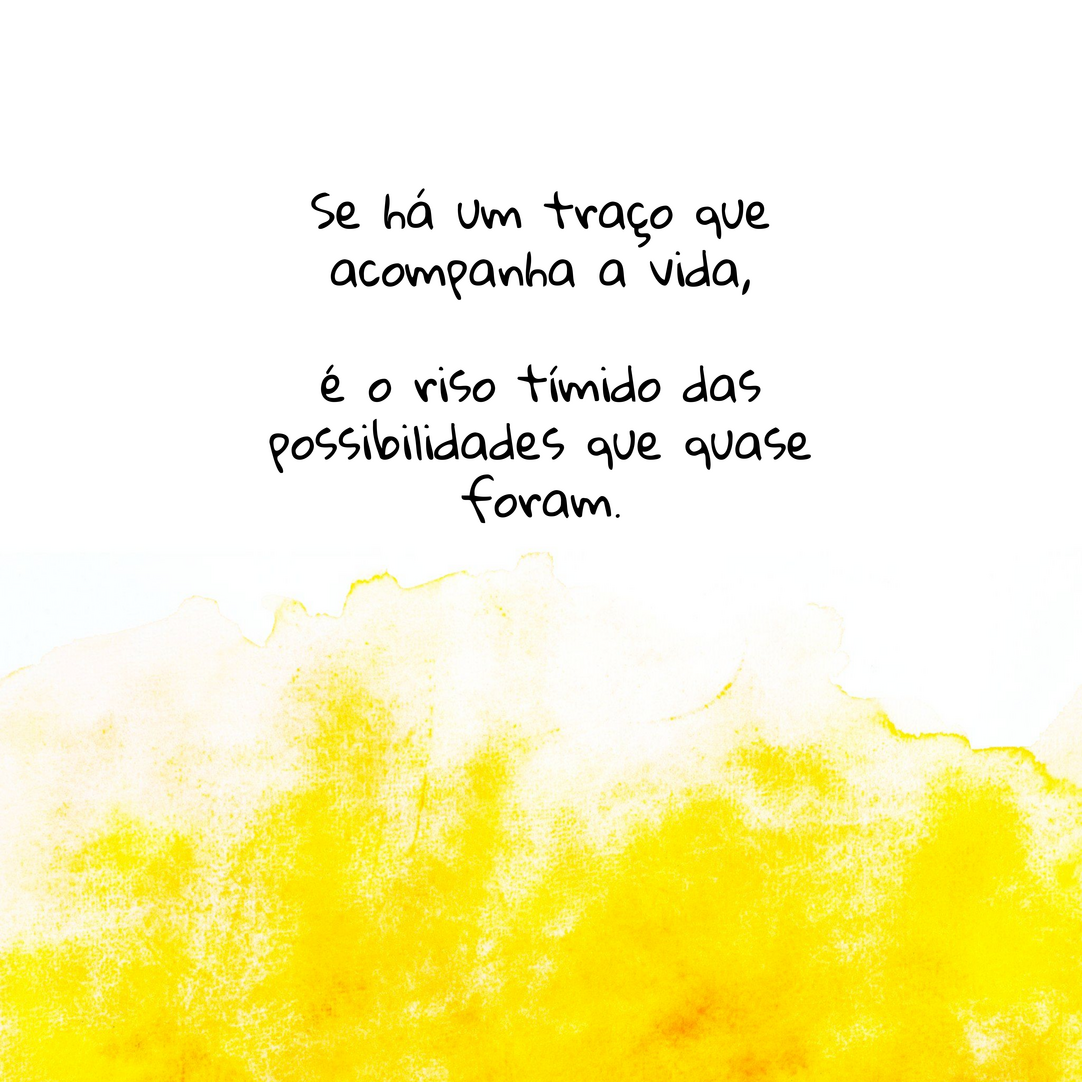 Se há um traço que
acompanha a vida,
é o riso tímido das
possibilidades que quase
foram.